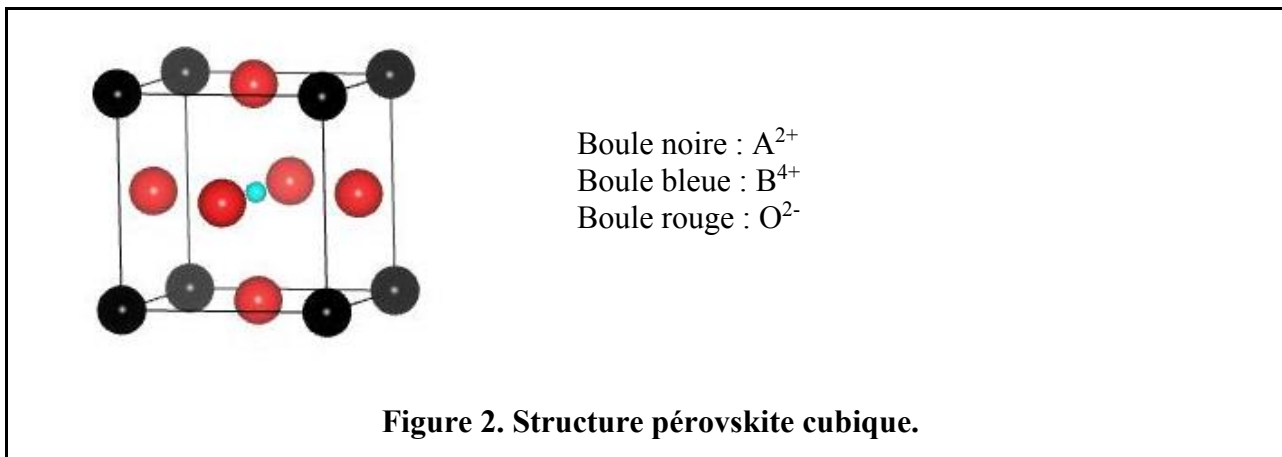 Boule noire : A²⁺
Boule bleue : B⁴⁺
Boule rouge : O²⁻
Figure 2. Structure pérovskite cubique.